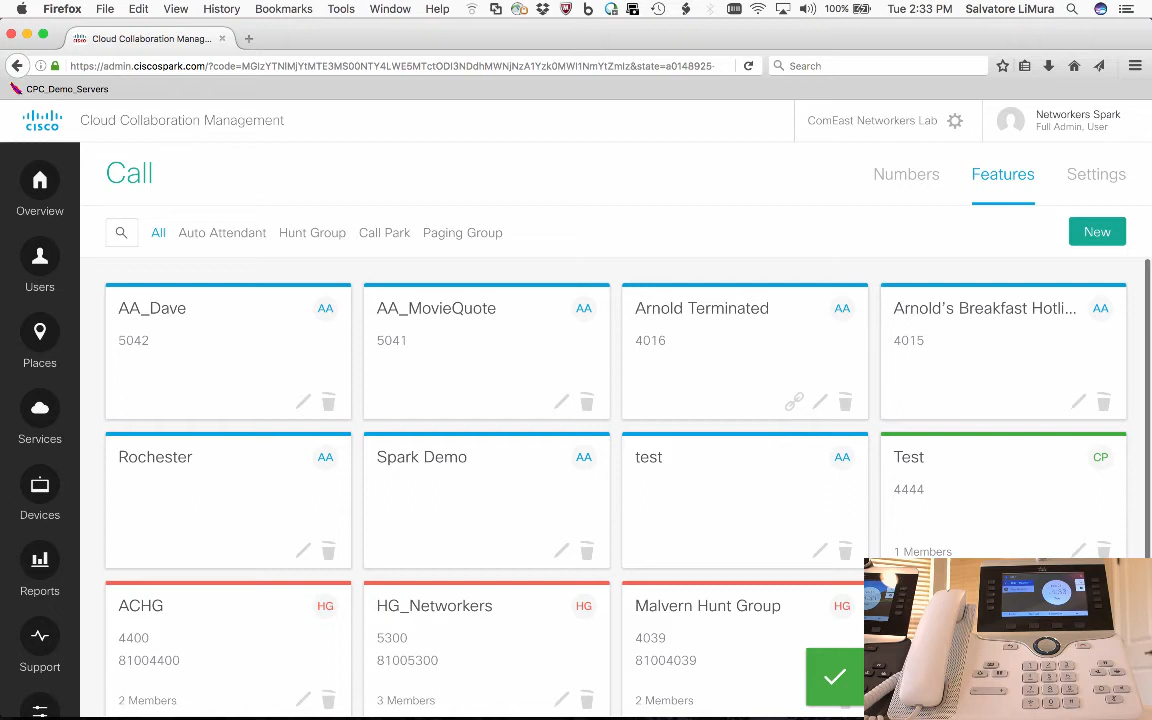 Firefox File Edit View History Bookmarks Tools Window Help 100% Tue 2:33 PM Salvatore LiMura
Cloud Collaboration Manag...
https://admin.ciscospark.com/?code=MGIzYTNlMjYtMTE3MS00NTY4LWE5MTctODI3NDdhMWNjNzA1Yzk0MWI1NmYtZmIz&state=a0148925-
Search
CPC_Demo_Servers
CISCO
Cloud Collaboration Management
ComEast Networkers Lab
Networkers Spark
Full Admin, User
Call
Numbers Features Settings
Overview
Users
Places
Services
Devices
Reports
Support
All Auto Attendant Hunt Group Call Park Paging Group
New
AA_Dave AA
5042
AA_MovieQuote AA
5041
Arnold Terminated AA
4016
Arnold's Breakfast Hotli... AA
4015
Rochester AA
Spark Demo AA
test AA
Test CP
4444
1 Members
ACHG HG
4400
81004400
2 Members
HG_Networkers HG
5300
81005300
3 Members
Malvern Hunt Group HG
4039
81004039
2 Members